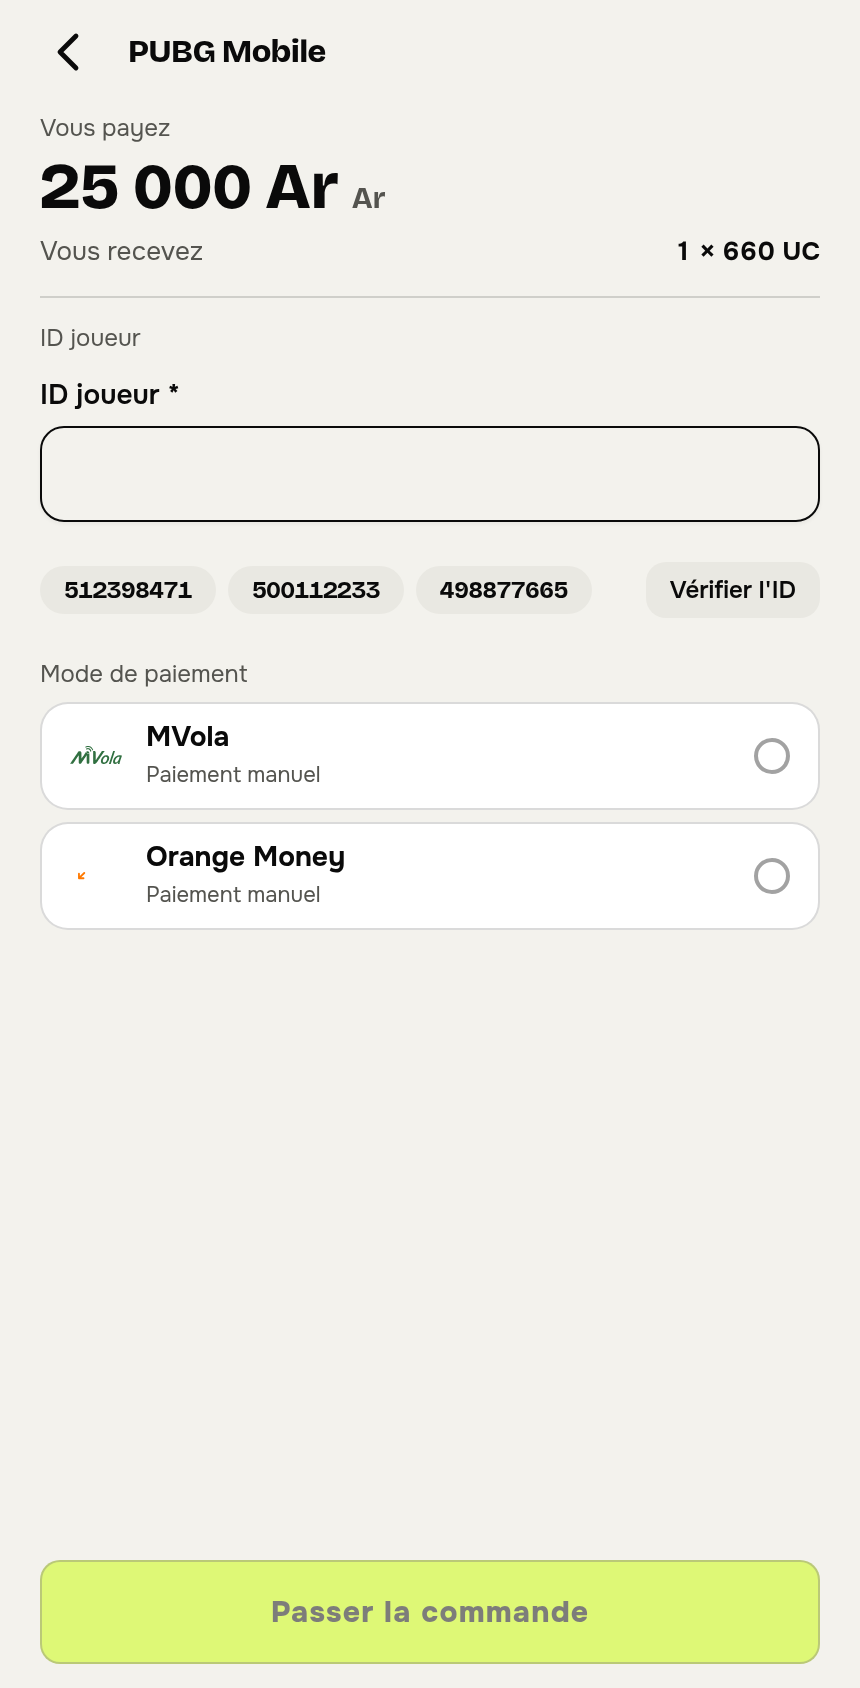 PUBG Mobile
Vous payez
25 000 Ar Ar
Vous recevez 1 × 660 UC
ID joueur
ID joueur *
512398471 500112233 498877665 Vérifier l'ID
Mode de paiement
MVola MVola
Paiement manuel
Orange Money
Paiement manuel
Passer la commande